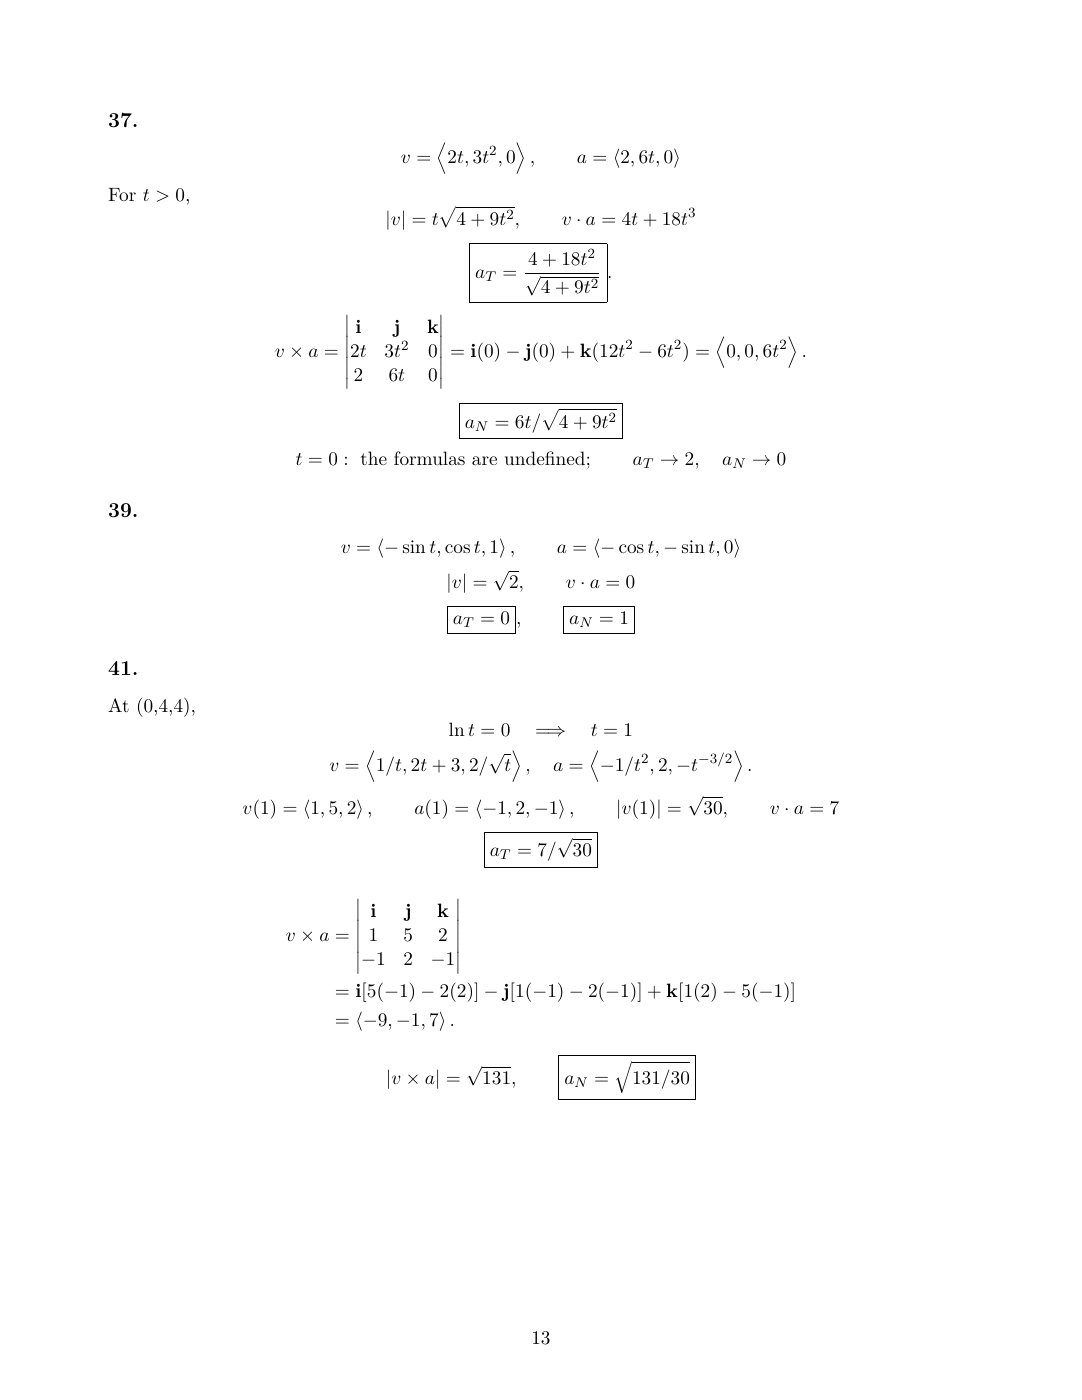 37.
v = ⟨2t, 3t², 0⟩ , a = ⟨2, 6t, 0⟩
For t > 0,
|v| = t√(4 + 9t²), v · a = 4t + 18t³
a_T = (4 + 18t²)/√(4 + 9t²) .
v × a = | i j k ; 2t 3t² 0 ; 2 6t 0 | = i(0) − j(0) + k(12t² − 6t²) = ⟨0, 0, 6t²⟩ .
a_N = 6t/√(4 + 9t²)
t = 0 : the formulas are undefined; a_T → 2, a_N → 0
39.
v = ⟨− sin t, cos t, 1⟩ , a = ⟨− cos t, − sin t, 0⟩
|v| = √2, v · a = 0
a_T = 0 , a_N = 1
41.
At (0,4,4),
ln t = 0 ⟹ t = 1
v = ⟨1/t, 2t + 3, 2/√t⟩ , a = ⟨−1/t², 2, −t^(−3/2)⟩ .
v(1) = ⟨1, 5, 2⟩ , a(1) = ⟨−1, 2, −1⟩ , |v(1)| = √30, v · a = 7
a_T = 7/√30
v × a = | i j k ; 1 5 2 ; −1 2 −1 |
= i[5(−1) − 2(2)] − j[1(−1) − 2(−1)] + k[1(2) − 5(−1)]
= ⟨−9, −1, 7⟩ .
|v × a| = √131, a_N = √(131/30)
13